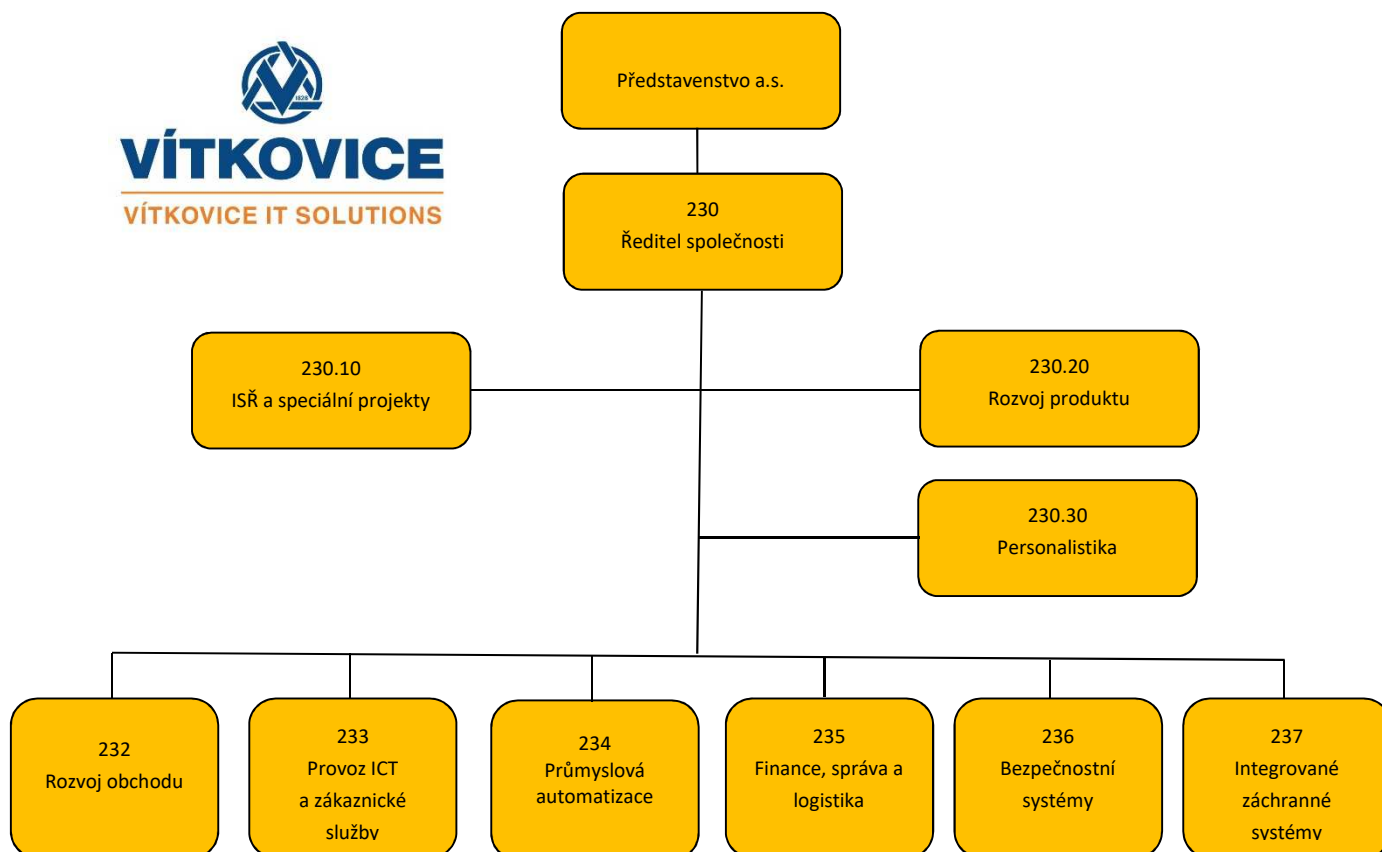 1828
VÍTKOVICE
VÍTKOVICE IT SOLUTIONS
Představenstvo a.s.
230
Ředitel společnosti
230.10
ISŘ a speciální projekty
230.20
Rozvoj produktu
230.30
Personalistika
232
Rozvoj obchodu
233
Provoz ICT
a zákaznické
služby
234
Průmyslová
automatizace
235
Finance, správa a
logistika
236
Bezpečnostní
systémy
237
Integrované
záchranné
systémy